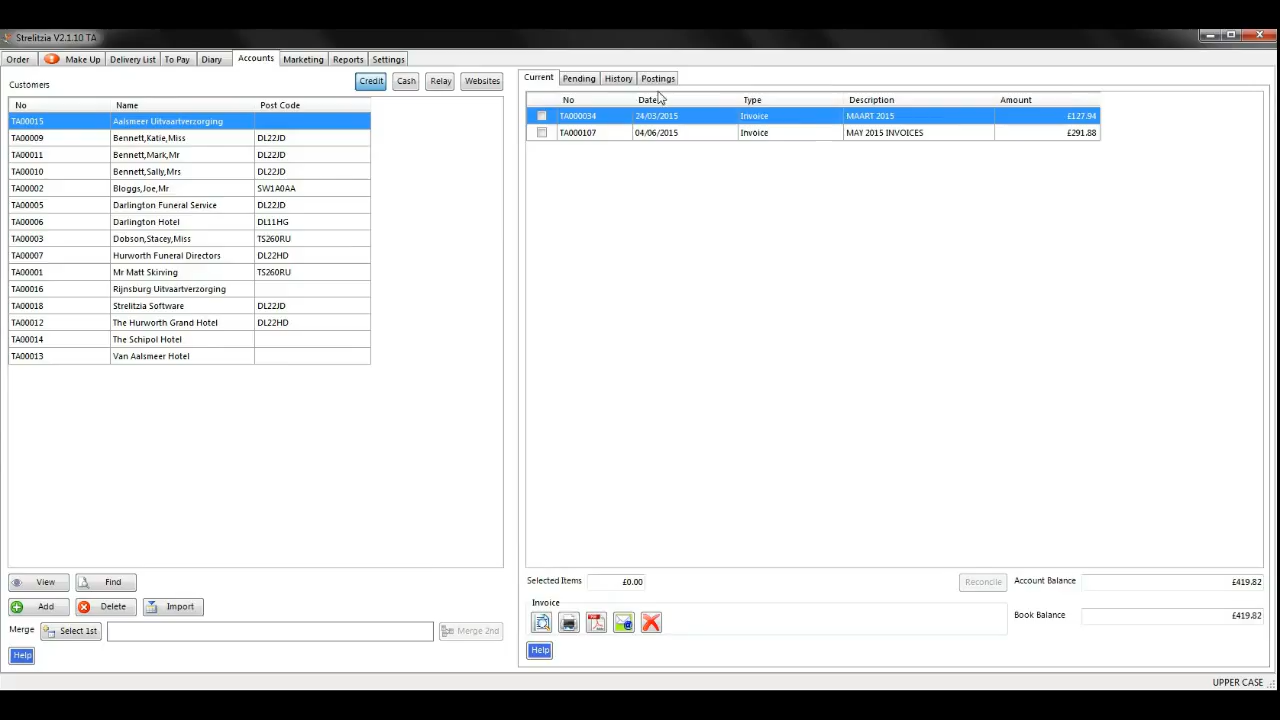 Strelitzia V2.1.10 TA
Order Make Up Delivery List To Pay Diary Accounts Marketing Reports Settings
Customers
Credit Cash Relay Websites
No Name Post Code
TA00015 Aalsmeer Uitvaartverzorging
TA00009 Bennett,Katie,Miss DL22JD
TA00011 Bennett,Mark,Mr DL22JD
TA00010 Bennett,Sally,Mrs DL22JD
TA00002 Bloggs,Joe,Mr SW1A0AA
TA00005 Darlington Funeral Service DL22JD
TA00006 Darlington Hotel DL11HG
TA00003 Dobson,Stacey,Miss TS260RU
TA00007 Hurworth Funeral Directors DL22HD
TA00001 Mr Matt Skirving TS260RU
TA00016 Rijnsburg Uitvaartverzorging
TA00018 Strelitzia Software DL22JD
TA00012 The Hurworth Grand Hotel DL22HD
TA00014 The Schipol Hotel
TA00013 Van Aalsmeer Hotel
View Find
Add Delete Import
Merge Select 1st Merge 2nd
Help
Current Pending History Postings
No Date Type Description Amount
TA000034 24/03/2015 Invoice MAART 2015 £127.94
TA000107 04/06/2015 Invoice MAY 2015 INVOICES £291.88
Selected Items £0.00 Reconcile Account Balance £419.82
Invoice
Book Balance £419.82
Help
UPPER CASE